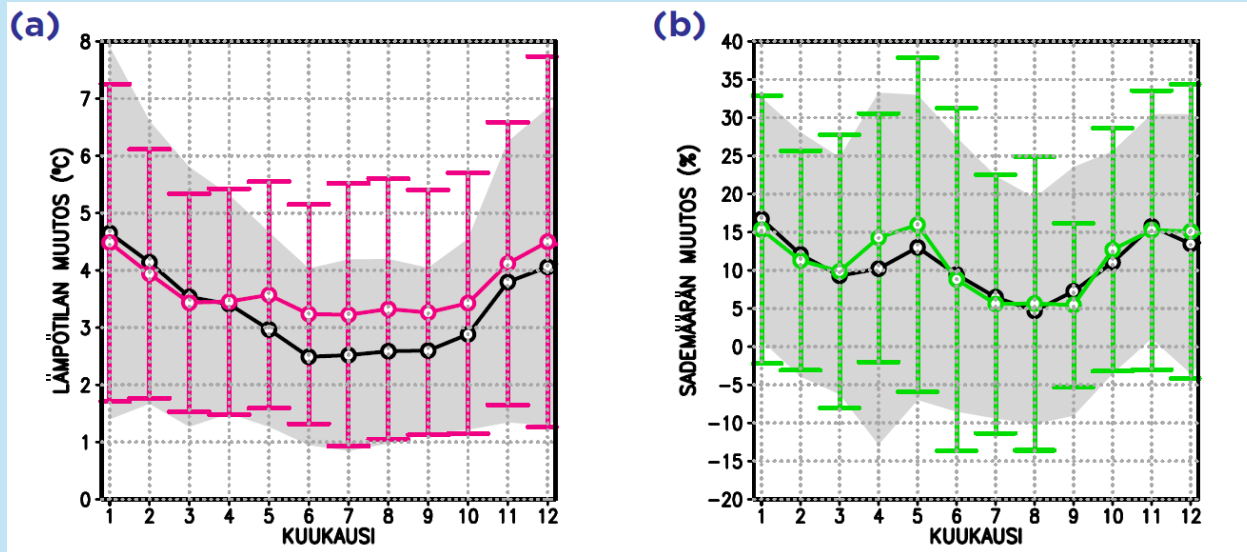 (a)
LÄMPÖTILAN MUUTOS (ºC)
8
7
6
5
4
3
2
1
0
1 2 3 4 5 6 7 8 9 10 11 12
KUUKAUSI
(b)
SADEMÄÄRÄN MUUTOS (%)
40
35
30
25
20
15
10
5
0
−5
−10
−15
−20
1 2 3 4 5 6 7 8 9 10 11 12
KUUKAUSI